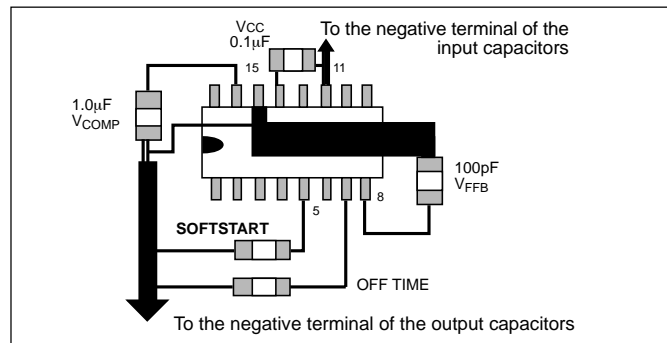 VCC
0.1µF
To the negative terminal of the
input capacitors
15
11
1.0µF
VCOMP
100pF
VFFB
5
8
SOFTSTART
OFF TIME
To the negative terminal of the output capacitors